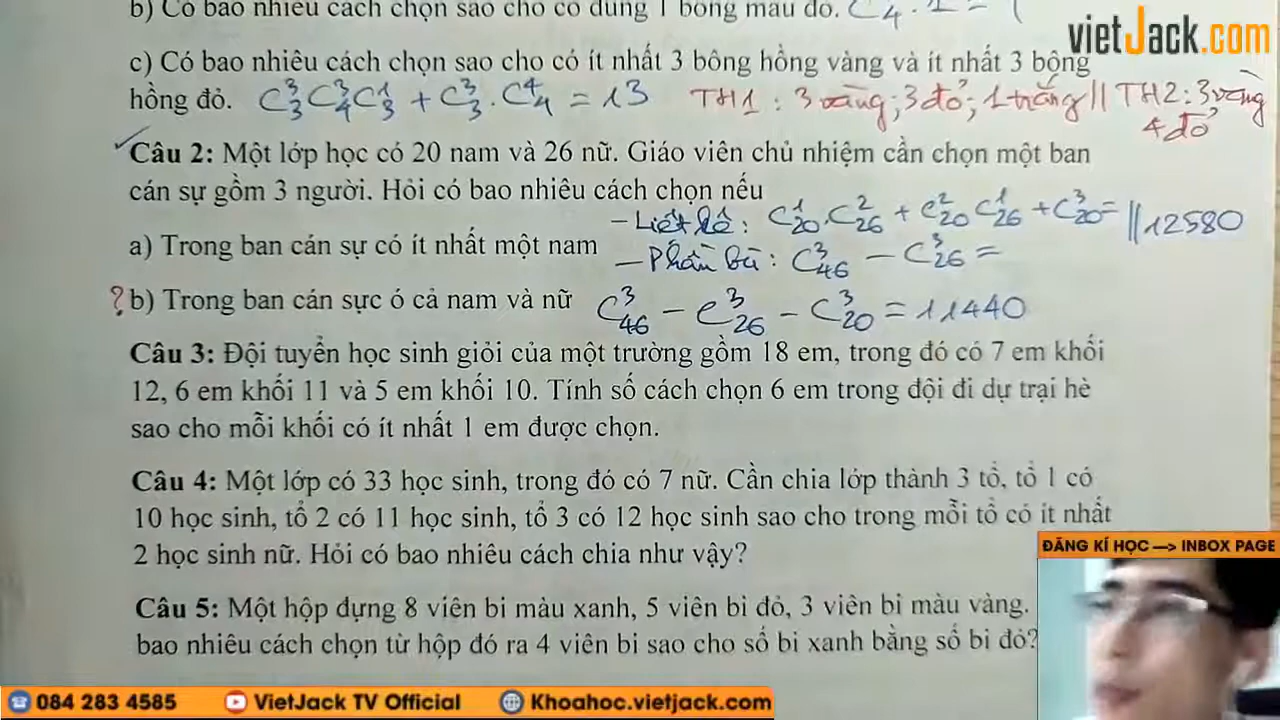 b) Có bao nhiêu cách chọn sao cho có đúng 1 bông màu đỏ. C₄ . 1 =
vietJack.com
c) Có bao nhiêu cách chọn sao cho có ít nhất 3 bông hồng vàng và ít nhất 3 bông
hồng đỏ. C³₃C³₄C¹₃ + C³₃.C⁴₄ = 13 TH1 : 3 vàng; 3 đỏ; 1 trắng || TH2: 3 vàng
4 đỏ
Câu 2: Một lớp học có 20 nam và 26 nữ. Giáo viên chủ nhiệm cần chọn một ban
cán sự gồm 3 người. Hỏi có bao nhiêu cách chọn nếu
- Liệt kê : C¹₂₀.C²₂₆ + C²₂₀C¹₂₆ + C³₂₀ = || 12580
a) Trong ban cán sự có ít nhất một nam
- Phần bù : C³₄₆ - C³₂₆ =
? b) Trong ban cán sực ó cả nam và nữ C³₄₆ - C³₂₆ - C³₂₀ = 11440
Câu 3: Đội tuyển học sinh giỏi của một trường gồm 18 em, trong đó có 7 em khối
12, 6 em khối 11 và 5 em khối 10. Tính số cách chọn 6 em trong đội đi dự trại hè
sao cho mỗi khối có ít nhất 1 em được chọn.
Câu 4: Một lớp có 33 học sinh, trong đó có 7 nữ. Cần chia lớp thành 3 tổ, tổ 1 có
10 học sinh, tổ 2 có 11 học sinh, tổ 3 có 12 học sinh sao cho trong mỗi tổ có ít nhất
2 học sinh nữ. Hỏi có bao nhiêu cách chia như vậy?
ĐĂNG KÍ HỌC —> INBOX PAGE
Câu 5: Một hộp đựng 8 viên bi màu xanh, 5 viên bi đỏ, 3 viên bi màu vàng.
bao nhiêu cách chọn từ hộp đó ra 4 viên bi sao cho số bi xanh bằng số bi đỏ?
084 283 4585 VietJack TV Official Khoahoc.vietjack.com